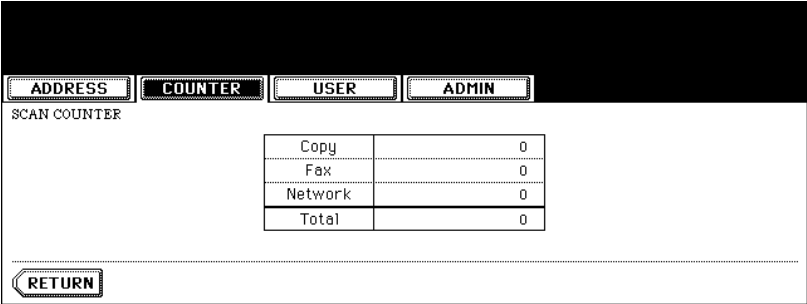 ADDRESS COUNTER USER ADMIN
SCAN COUNTER
Copy 0
Fax 0
Network 0
Total 0
RETURN